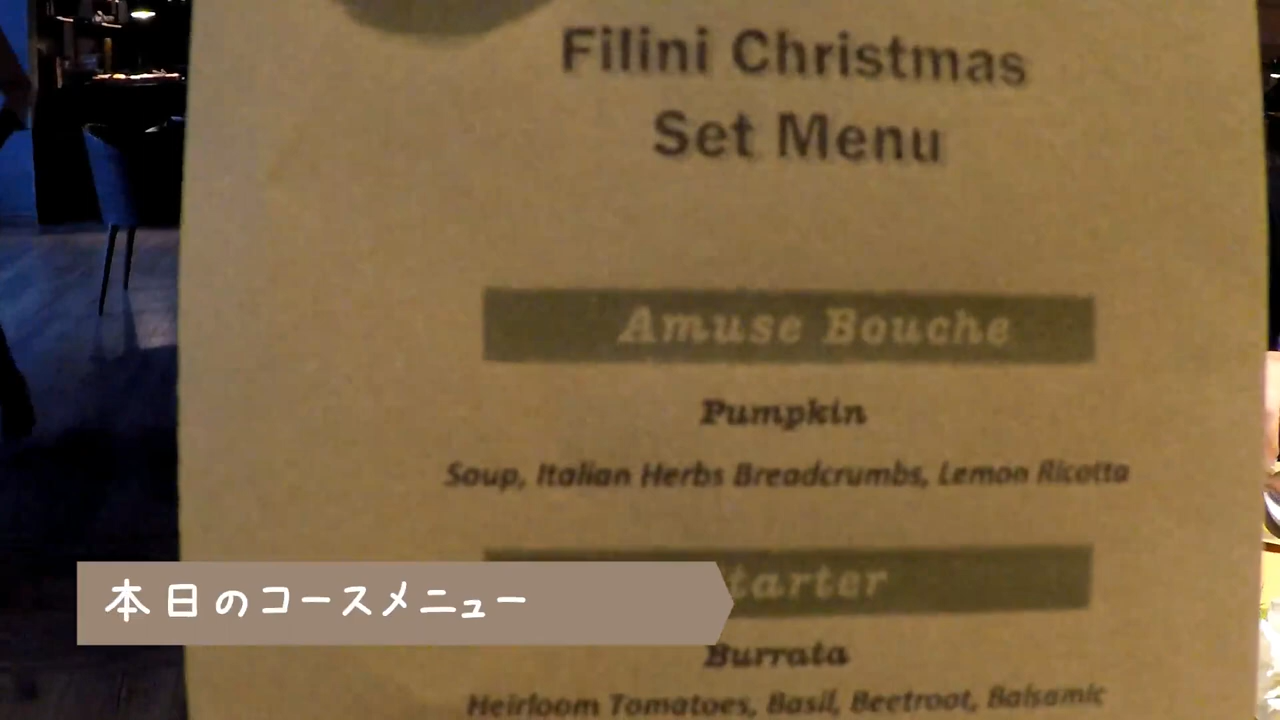 Filini Christmas
Set Menu
Amuse Bouche
Pumpkin
Soup, Italian Herbs Breadcrumbs, Lemon Ricotta
tarter
本日のコースメニュー
Burrata
Heirloom Tomatoes, Basil, Beetroot, Balsamic